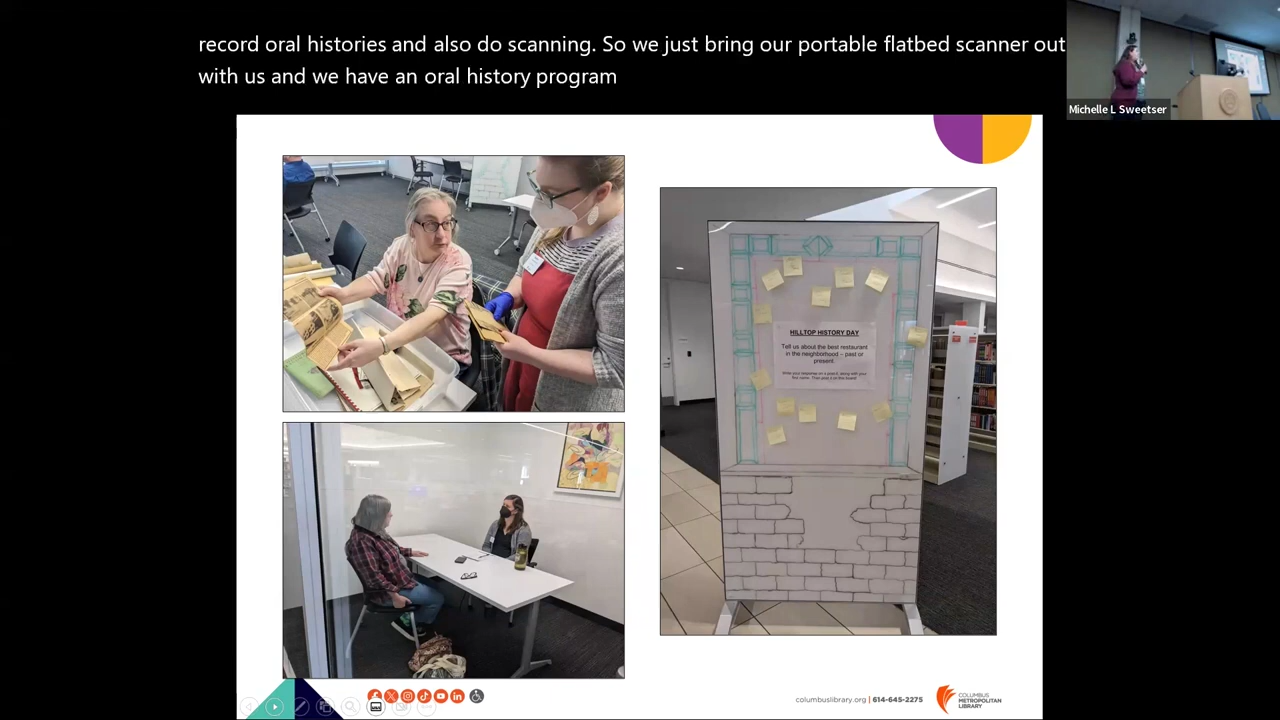 record oral histories and also do scanning. So we just bring our portable flatbed scanner out
with us and we have an oral history program
Michelle L Sweetser
HILLTOP HISTORY DAY
Tell us about the best restaurant
in the neighborhood – past or
present
columbuslibrary.org | 614-645-2275
COLUMBUS
METROPOLITAN
LIBRARY